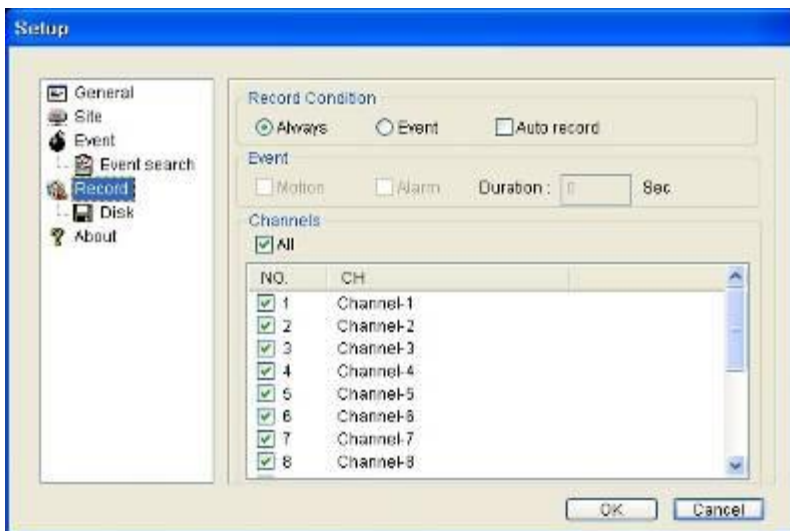 Setup
General
Site
Event
Event search
Record
Disk
About
Record Condition
Always Event Auto record
Event
Motion Alarm Duration : Sec
Channels
All
NO. CH
1 Channel-1
2 Channel-2
3 Channel-3
4 Channel-4
5 Channel-5
6 Channel-6
7 Channel-7
8 Channel-8
OK Cancel